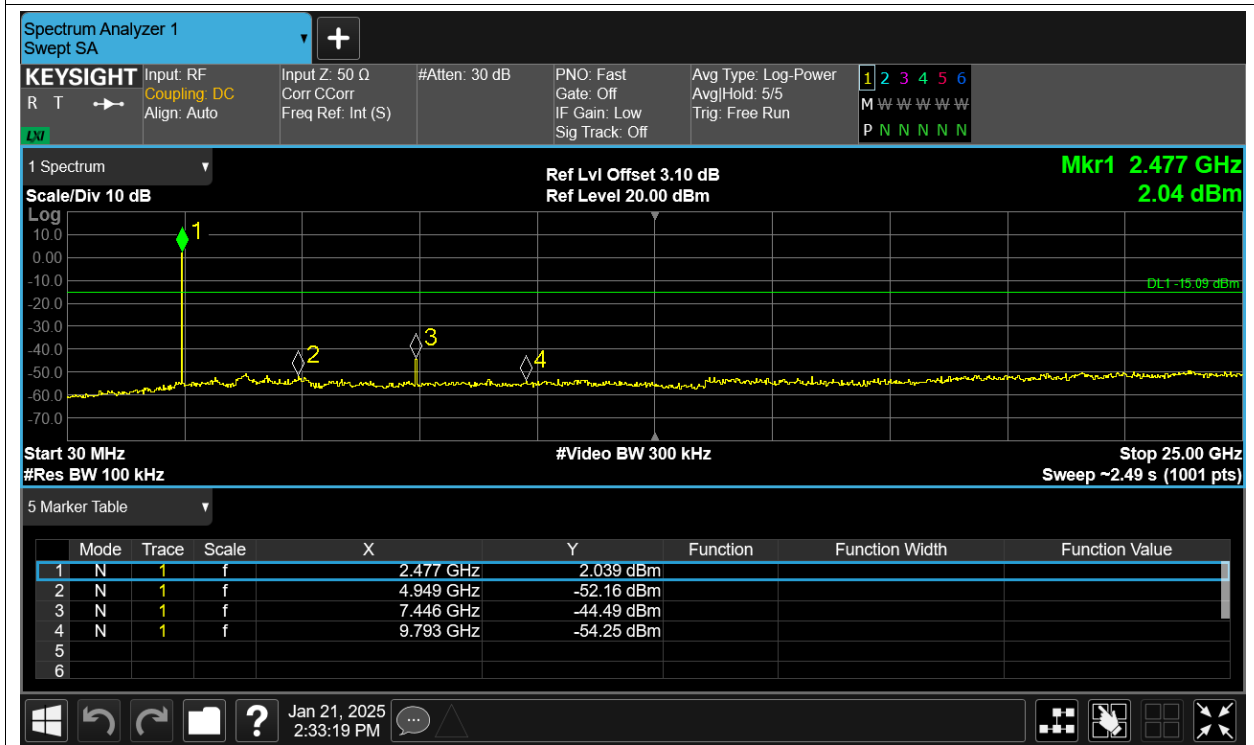 Spectrum Analyzer 1
Swept SA
KEYSIGHT
R T
LXI
Input: RF
Coupling: DC
Align: Auto
Input Z: 50 Ω
Corr CCorr
Freq Ref: Int (S)
#Atten: 30 dB
PNO: Fast
Gate: Off
IF Gain: Low
Sig Track: Off
Avg Type: Log-Power
Avg|Hold: 5/5
Trig: Free Run
1 2 3 4 5 6
M W W W W W
P N N N N N
1 Spectrum
Scale/Div 10 dB
Ref Lvl Offset 3.10 dB
Ref Level 20.00 dBm
Mkr1 2.477 GHz
2.04 dBm
Log
10.0
0.00
-10.0
-20.0
-30.0
-40.0
-50.0
-60.0
-70.0
1
2
3
4
DL1 -15.09 dBm
Start 30 MHz
#Video BW 300 kHz
Stop 25.00 GHz
#Res BW 100 kHz
Sweep ~2.49 s (1001 pts)
5 Marker Table
Mode Trace Scale X Y Function Function Width Function Value
1 N 1 f 2.477 GHz 2.039 dBm
2 N 1 f 4.949 GHz -52.16 dBm
3 N 1 f 7.446 GHz -44.49 dBm
4 N 1 f 9.793 GHz -54.25 dBm
5
6
?
Jan 21, 2025
2:33:19 PM